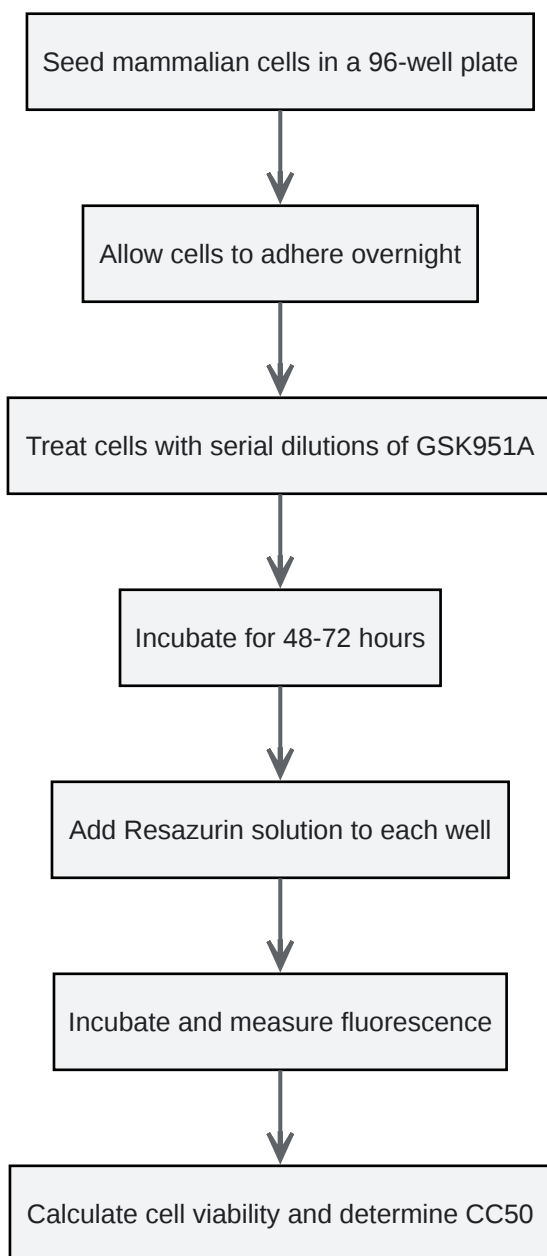 Seed mammalian cells in a 96-well plate
Allow cells to adhere overnight
Treat cells with serial dilutions of GSK951A
Incubate for 48-72 hours
Add Resazurin solution to each well
Incubate and measure fluorescence
Calculate cell viability and determine CC50